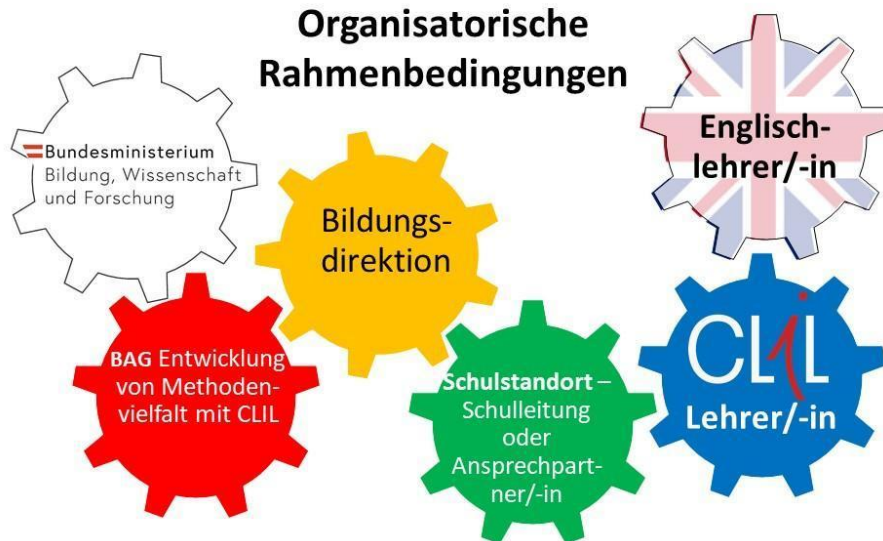 Organisatorische
Rahmenbedingungen
Bundesministerium
Bildung, Wissenschaft
und Forschung
Bildungs-
direktion
Englisch-
lehrer/-in
BAG Entwicklung
von Methoden-
vielfalt mit CLIL
Schulstandort –
Schulleitung
oder
Ansprechpart-
ner/-in
CLiL
Lehrer/-in